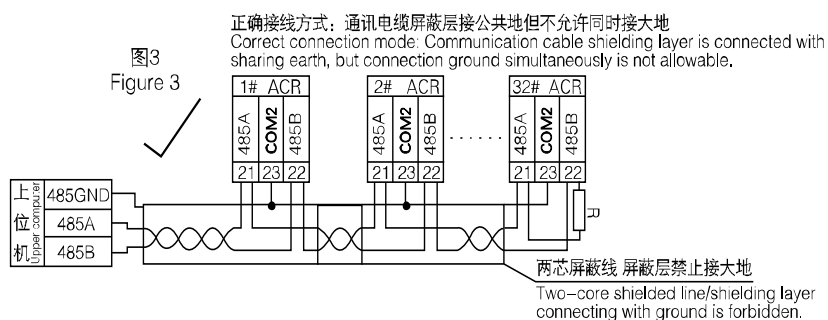 正确接线方式：通讯电缆屏蔽层接公共地但不允许同时接大地
Correct connection mode: Communication cable shielding layer is connected with
sharing earth, but connection ground simultaneously is not allowable.
图3
Figure 3
1# ACR
485A
COM2
485B
21 23 22
2# ACR
485A
COM2
485B
21 23 22
......
32# ACR
485A
COM2
485B
21 23 22
R
上位机
Upper computer
485GND
485A
485B
两芯屏蔽线 屏蔽层禁止接大地
Two-core shielded line/shielding layer
connecting with ground is forbidden.